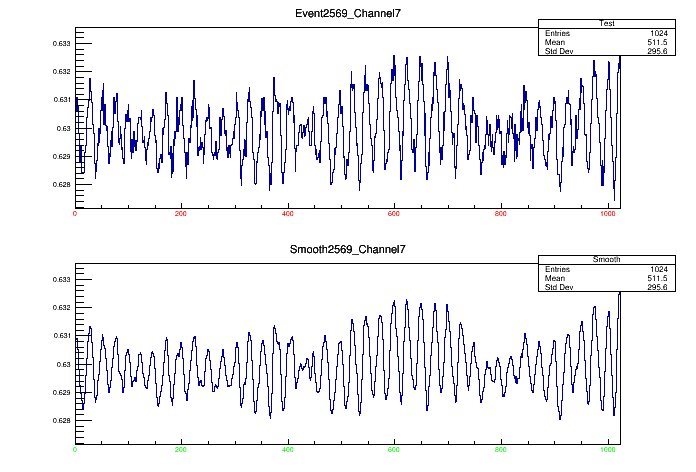 Event2569_Channel7
Test
Entries 1024
Mean 511.5
Std Dev 295.6
0.633
0.632
0.631
0.63
0.629
0.628
0 200 400 600 800 1000
Smooth2569_Channel7
Smooth
Entries 1024
Mean 511.5
Std Dev 295.6
0.633
0.632
0.631
0.63
0.629
0.628
0 200 400 600 800 1000